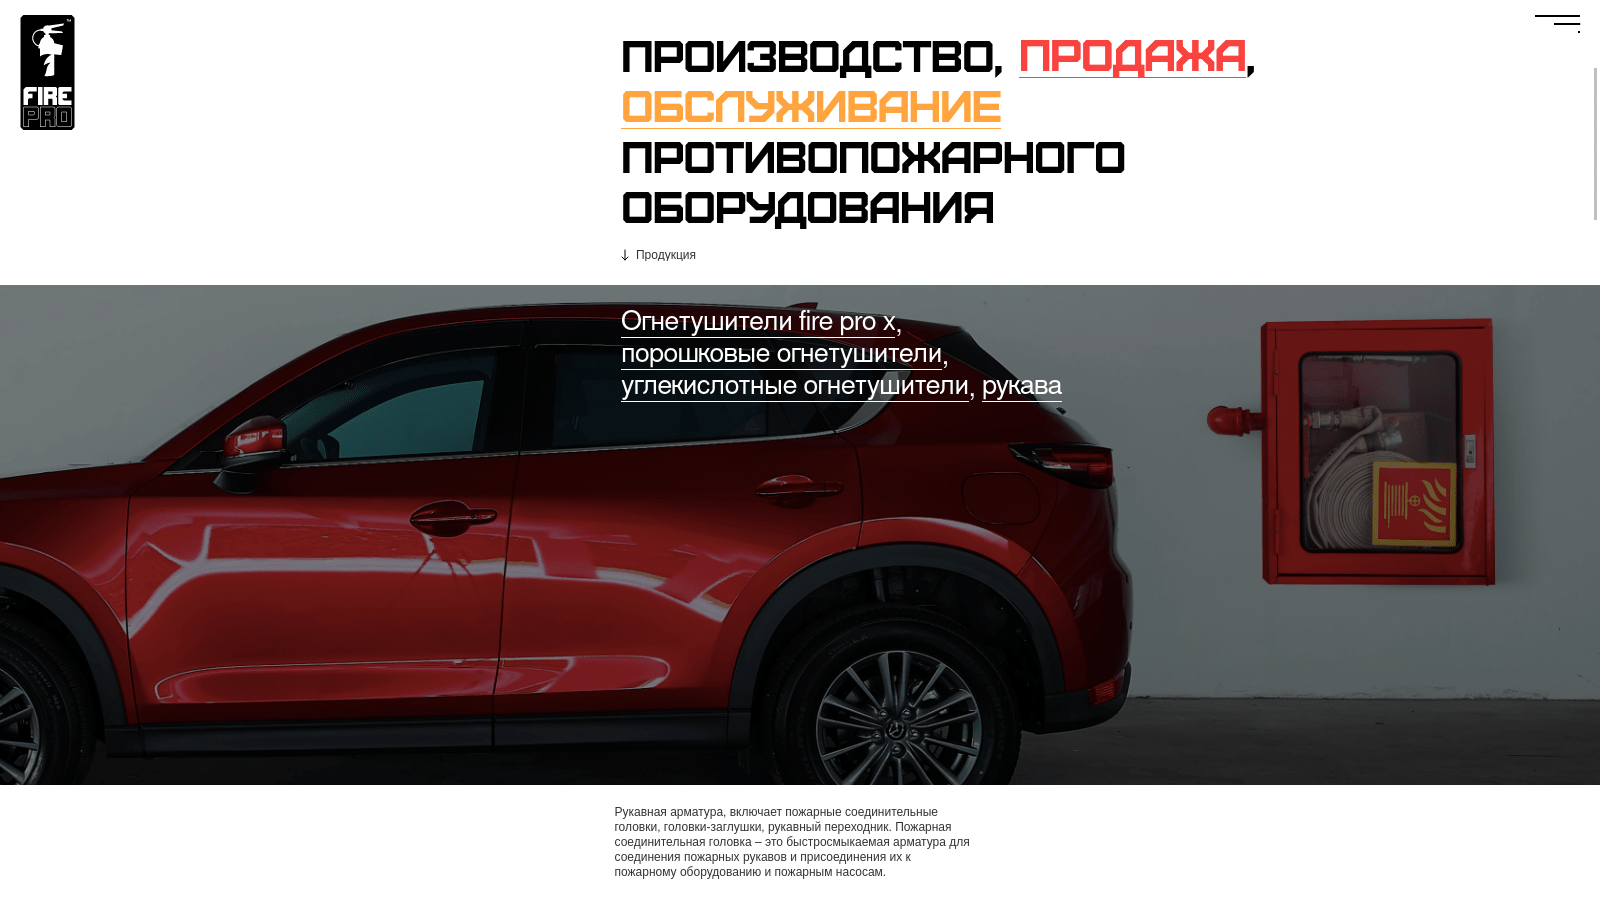 FIRE
PRO
ПРОИЗВОДСТВО, ПРОДАЖА,
ОБСЛУЖИВАНИЕ
ПРОТИВОПОЖАРНОГО
ОБОРУДОВАНИЯ
↓ Продукция
Огнетушители fire pro x,
порошковые огнетушители,
углекислотные огнетушители, рукава
Рукавная арматура, включает пожарные соединительные
головки, головки-заглушки, рукавный переходник. Пожарная
соединительная головка – это быстросмыкаемая арматура для
соединения пожарных рукавов и присоединения их к
пожарному оборудованию и пожарным насосам.